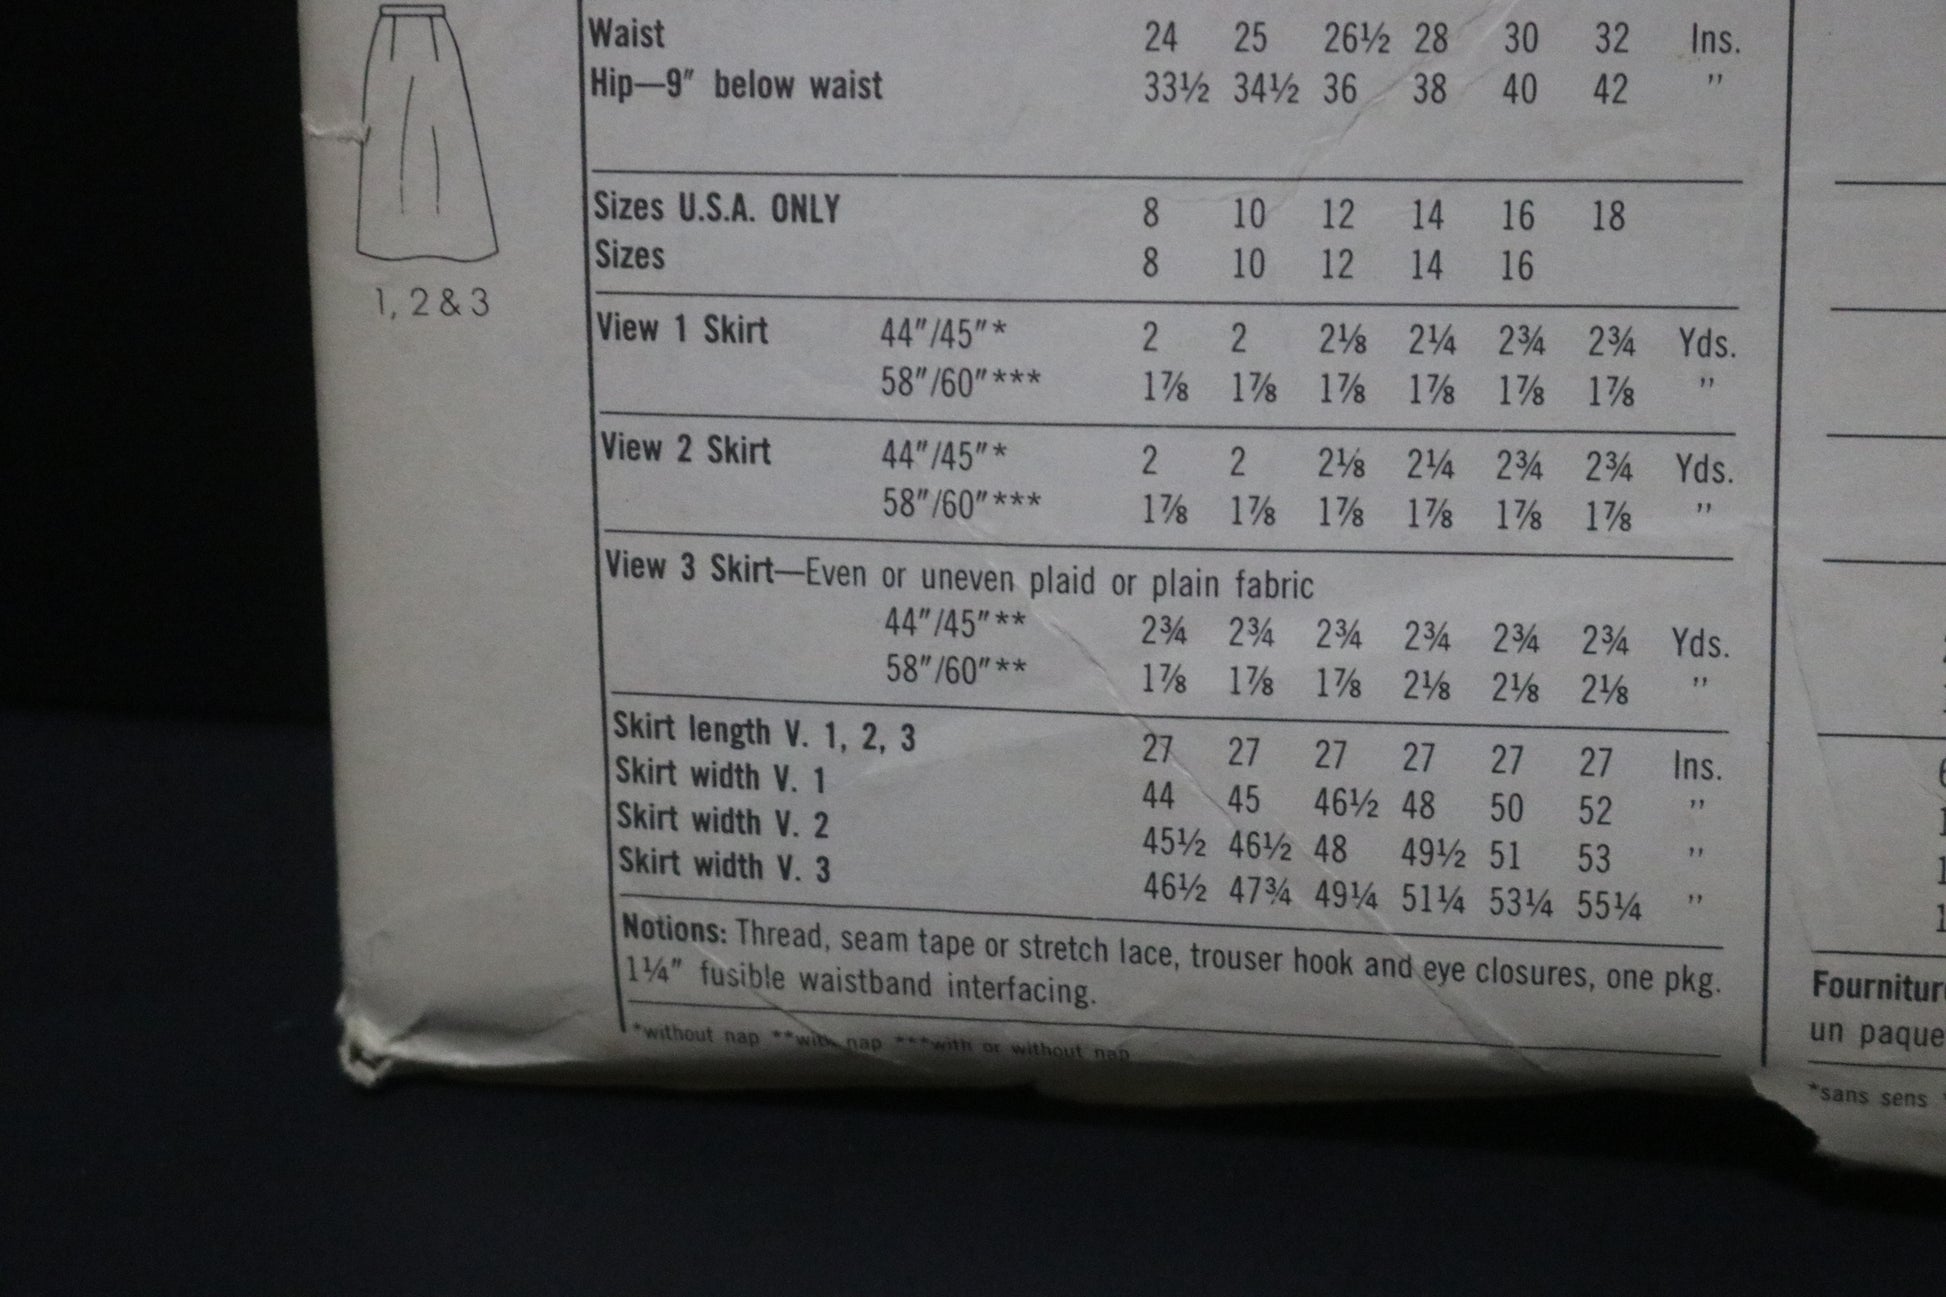 Waist 24 25 26½ 28 30 32 Ins.
Hip—9" below waist 33½ 34½ 36 38 40 42 "
Sizes U.S.A. ONLY 8 10 12 14 16 18
Sizes 8 10 12 14 16
1, 2 & 3
View 1 Skirt 44"/45"* 2 2 2⅛ 2¼ 2¾ 2¾ Yds.
58"/60"*** 1⅞ 1⅞ 1⅞ 1⅞ 1⅞ 1⅞ "
View 2 Skirt 44"/45"* 2 2 2⅛ 2¼ 2¾ 2¾ Yds.
58"/60"*** 1⅞ 1⅞ 1⅞ 1⅞ 1⅞ 1⅞ "
View 3 Skirt—Even or uneven plaid or plain fabric
44"/45"** 2¾ 2¾ 2¾ 2¾ 2¾ 2¾ Yds.
58"/60"** 1⅞ 1⅞ 1⅞ 2⅛ 2⅛ 2⅛ "
Skirt length V. 1, 2, 3 27 27 27 27 27 27 Ins.
Skirt width V. 1 44 45 46½ 48 50 52 "
Skirt width V. 2 45½ 46½ 48 49½ 51 53 "
Skirt width V. 3 46½ 47¾ 49¼ 51¼ 53¼ 55¼ "
Notions: Thread, seam tape or stretch lace, trouser hook and eye closures, one pkg.
1¼" fusible waistband interfacing.
*without nap **with nap ***with or without nap
Fournitur
un paque
*sans sens